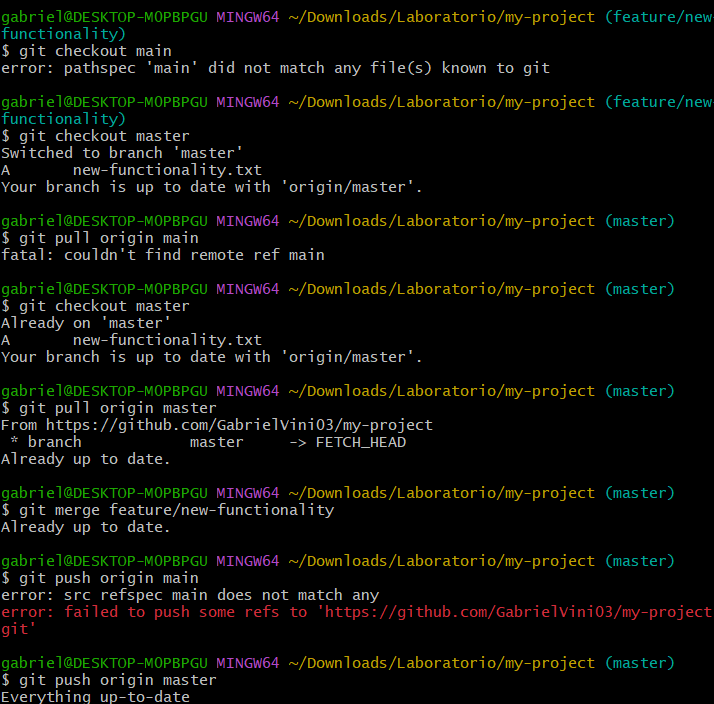 gabriel@DESKTOP-MOPBPGU MINGW64 ~/Downloads/Laboratorio/my-project (feature/new
functionality)
$ git checkout main
error: pathspec 'main' did not match any file(s) known to git
gabriel@DESKTOP-MOPBPGU MINGW64 ~/Downloads/Laboratorio/my-project (feature/new
functionality)
$ git checkout master
Switched to branch 'master'
A       new-functionality.txt
Your branch is up to date with 'origin/master'.
gabriel@DESKTOP-MOPBPGU MINGW64 ~/Downloads/Laboratorio/my-project (master)
$ git pull origin main
fatal: couldn't find remote ref main
gabriel@DESKTOP-MOPBPGU MINGW64 ~/Downloads/Laboratorio/my-project (master)
$ git checkout master
Already on 'master'
A       new-functionality.txt
Your branch is up to date with 'origin/master'.
gabriel@DESKTOP-MOPBPGU MINGW64 ~/Downloads/Laboratorio/my-project (master)
$ git pull origin master
From https://github.com/GabrielVini03/my-project
 * branch            master     -> FETCH_HEAD
Already up to date.
gabriel@DESKTOP-MOPBPGU MINGW64 ~/Downloads/Laboratorio/my-project (master)
$ git merge feature/new-functionality
Already up to date.
gabriel@DESKTOP-MOPBPGU MINGW64 ~/Downloads/Laboratorio/my-project (master)
$ git push origin main
error: src refspec main does not match any
error: failed to push some refs to 'https://github.com/GabrielVini03/my-project
git'
gabriel@DESKTOP-MOPBPGU MINGW64 ~/Downloads/Laboratorio/my-project (master)
$ git push origin master
Everything up-to-date